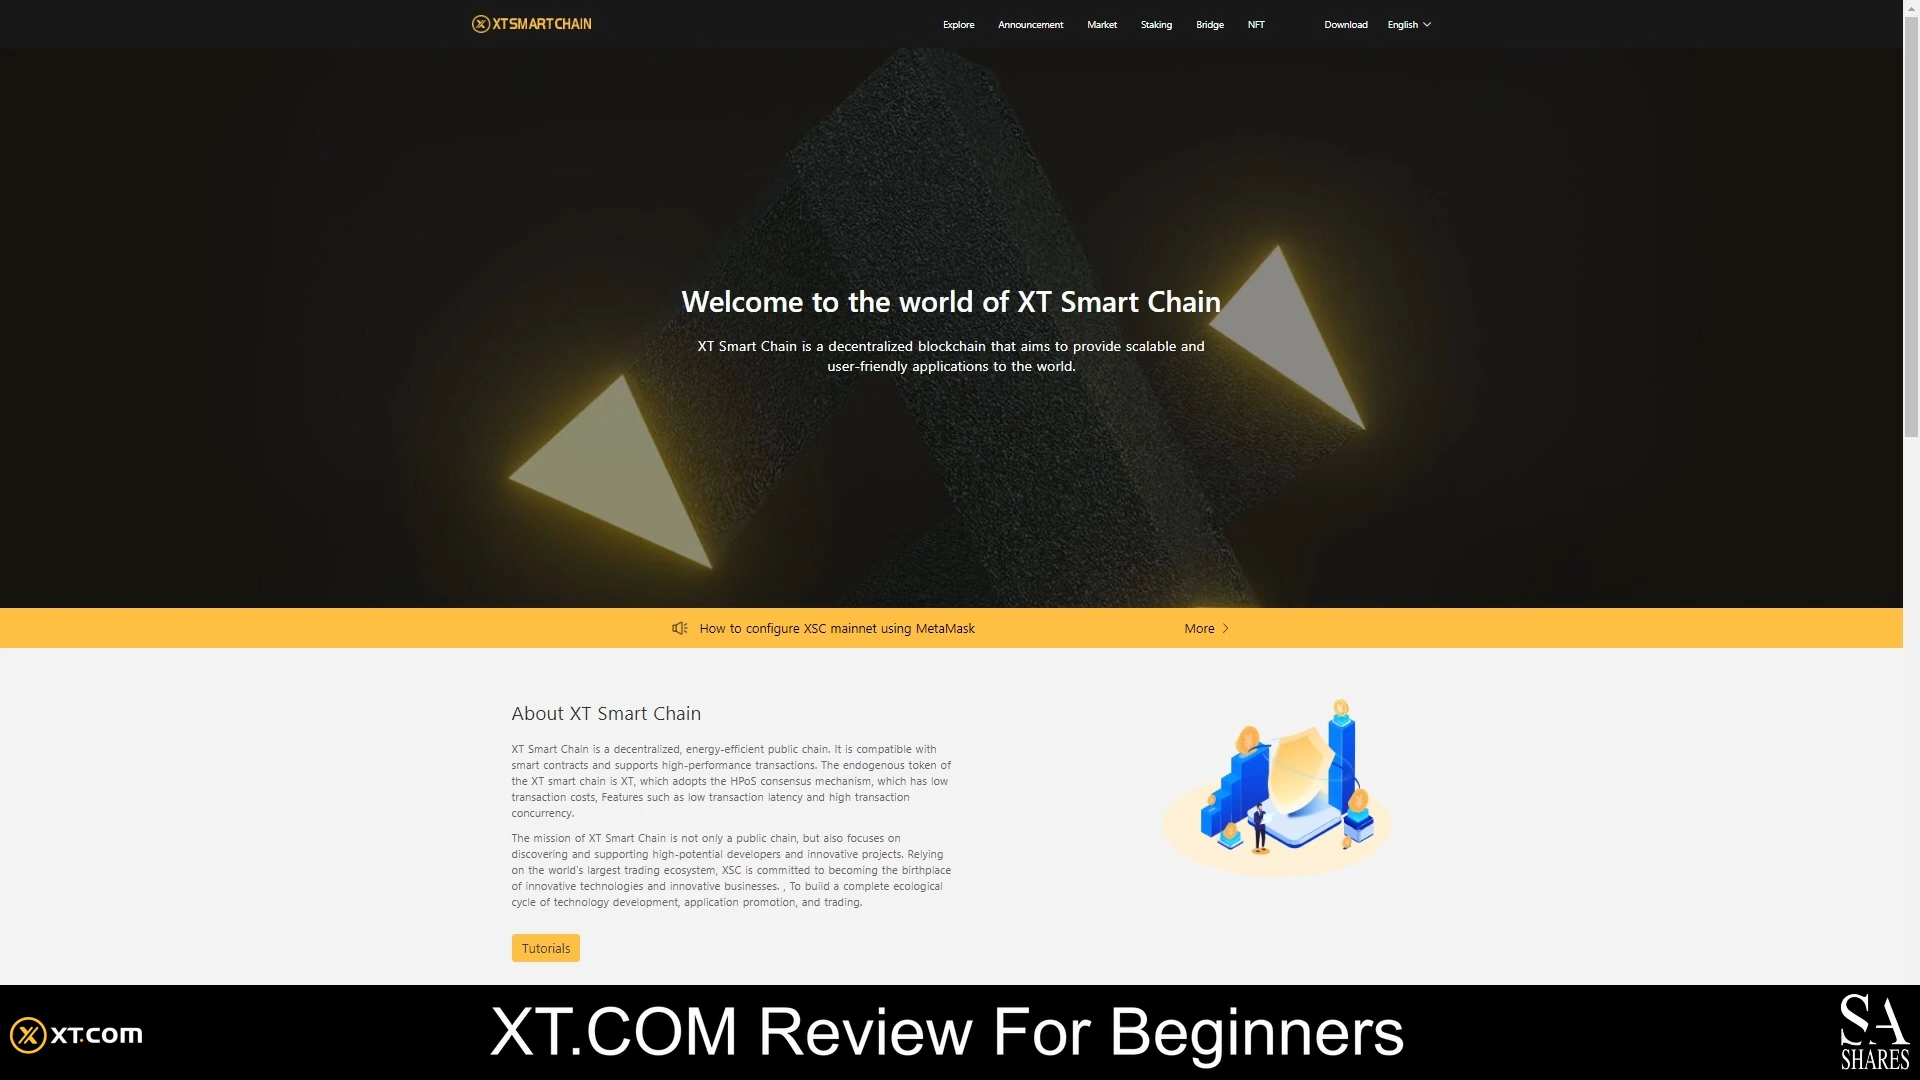 XTSMARTCHAIN
Explore Announcement Market Staking Bridge NFT Download English
Welcome to the world of XT Smart Chain
XT Smart Chain is a decentralized blockchain that aims to provide scalable and
user-friendly applications to the world.
How to configure XSC mainnet using MetaMask More
About XT Smart Chain
XT Smart Chain is a decentralized, energy-efficient public chain. It is compatible with
smart contracts and supports high-performance transactions. The endogenous token of
the XT smart chain is XT, which adopts the HPoS consensus mechanism, which has low
transaction costs, Features such as low transaction latency and high transaction
concurrency.
The mission of XT Smart Chain is not only a public chain, but also focuses on
discovering and supporting high-potential developers and innovative projects. Relying
on the world's largest trading ecosystem, XSC is committed to becoming the birthplace
of innovative technologies and innovative businesses. , To build a complete ecological
cycle of technology development, application promotion, and trading.
Tutorials
XT.COM
XT.COM Review For Beginners
SA
SHARES